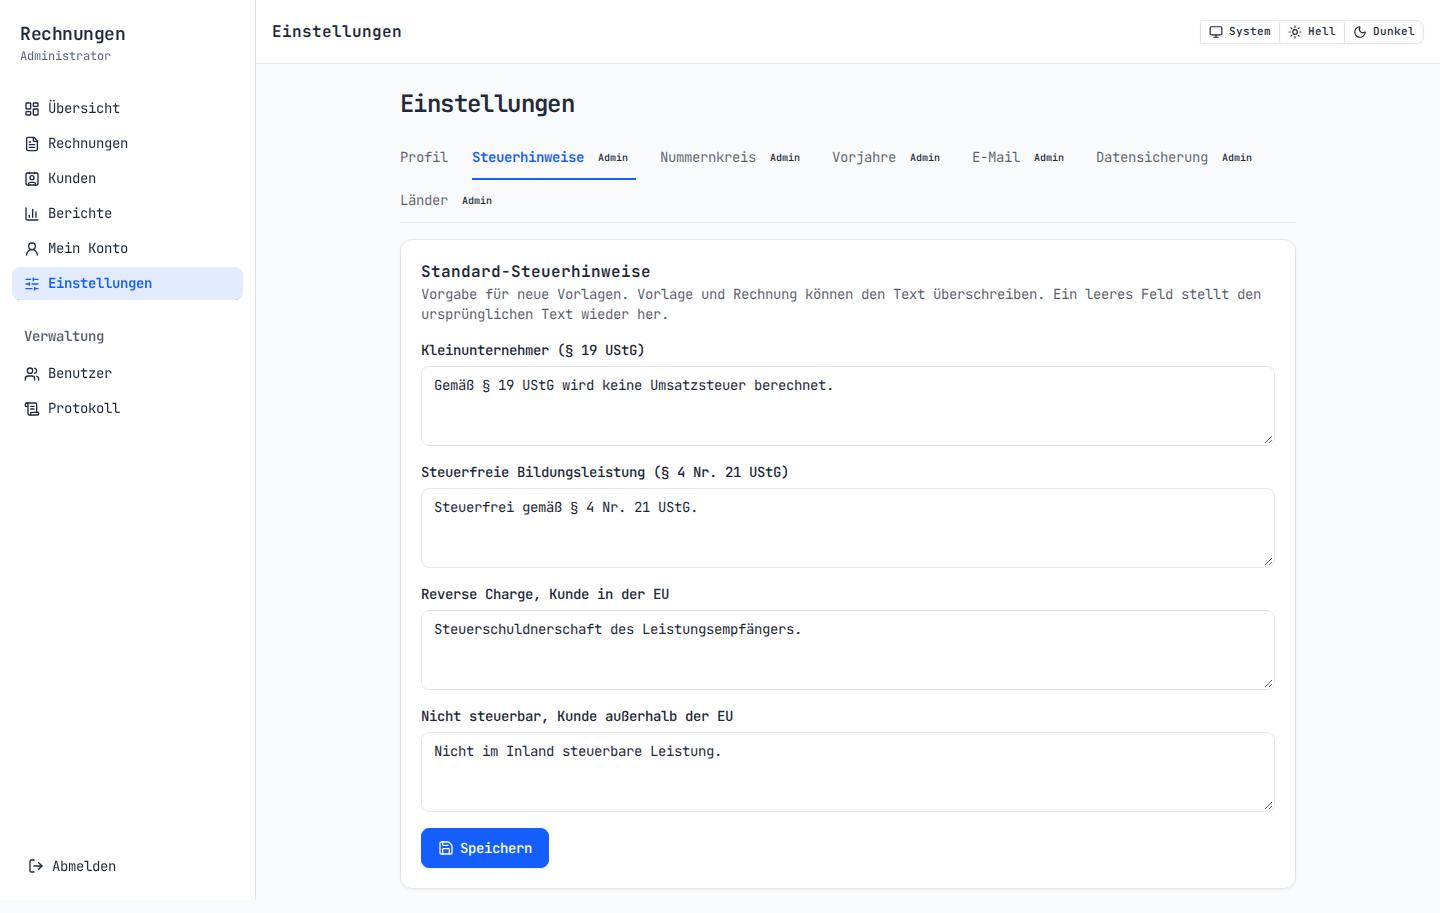 Rechnungen
Administrator
Übersicht
Rechnungen
Kunden
Berichte
Mein Konto
Einstellungen
Verwaltung
Benutzer
Protokoll
Abmelden
Einstellungen
System Hell Dunkel
Einstellungen
Profil Steuerhinweise Admin Nummernkreis Admin Vorjahre Admin E-Mail Admin Datensicherung Admin
Länder Admin
Standard-Steuerhinweise
Vorgabe für neue Vorlagen. Vorlage und Rechnung können den Text überschreiben. Ein leeres Feld stellt den
ursprünglichen Text wieder her.
Kleinunternehmer (§ 19 UStG)
Gemäß § 19 UStG wird keine Umsatzsteuer berechnet.
Steuerfreie Bildungsleistung (§ 4 Nr. 21 UStG)
Steuerfrei gemäß § 4 Nr. 21 UStG.
Reverse Charge, Kunde in der EU
Steuerschuldnerschaft des Leistungsempfängers.
Nicht steuerbar, Kunde außerhalb der EU
Nicht im Inland steuerbare Leistung.
Speichern